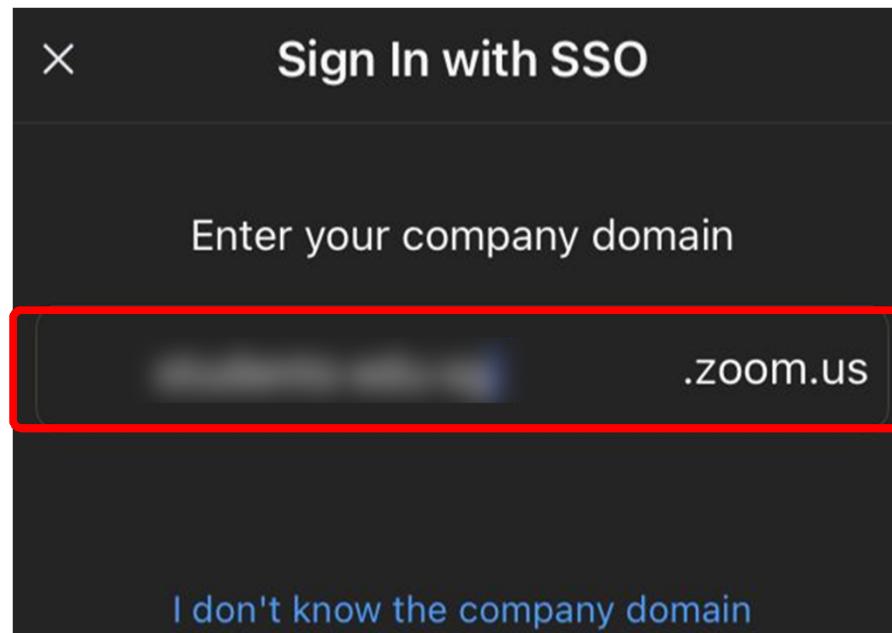 Sign In with SSO
Enter your company domain
.zoom.us
I don't know the company domain